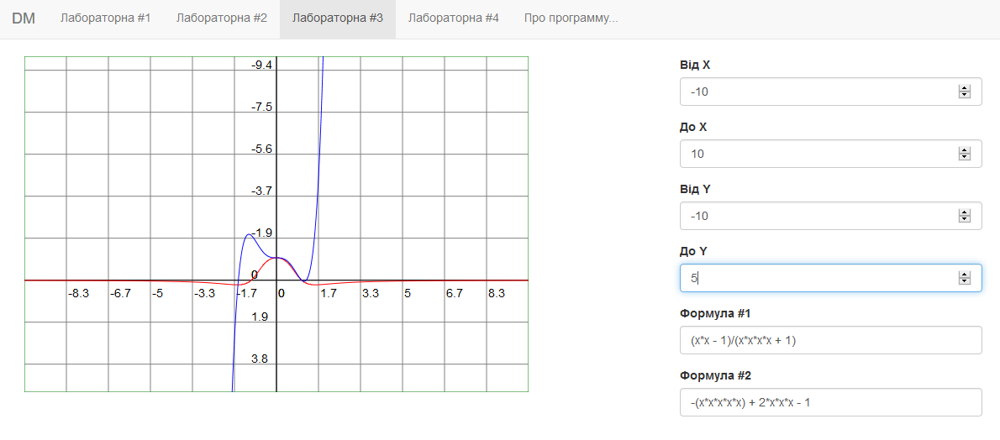 DM Лабораторна #1 Лабораторна #2 Лабораторна #3 Лабораторна #4 Про программу...
-9.4
-7.5
-5.6
-3.7
-1.9
0
-8.3 -6.7 -5 -3.3 -1.7 0 1.7 3.3 5 6.7 8.3
1.9
3.8
Від X
-10
До X
10
Від Y
-10
До Y
5
Формула #1
(x*x - 1)/(x*x*x*x + 1)
Формула #2
-(x*x*x*x*x) + 2*x*x*x - 1